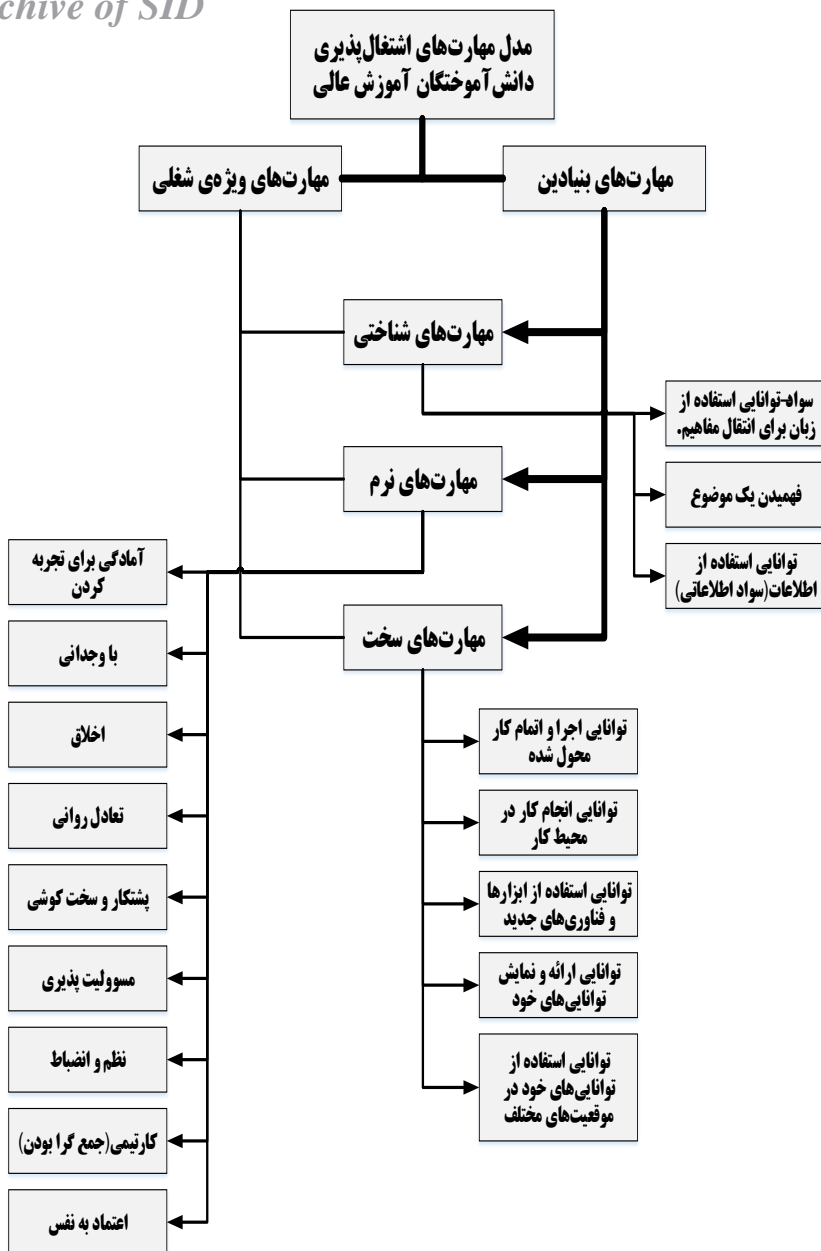 chive of SID
مدل مهارت‌های اشتغال‌پذیری
دانش‌آموختگان آموزش عالی
مهارت‌های بنیادین
مهارت‌های ویژه‌ی شغلی
مهارت‌های شناختی
سواد-توانایی استفاده از
زبان برای انتقال مفاهیم.
فهمیدن یک موضوع
توانایی استفاده از
اطلاعات(سواد اطلاعاتی)
مهارت‌های نرم
آمادگی برای تجربه
کردن
با وجدانی
اخلاق
تعادل روانی
پشتکار و سخت کوشی
مسوولیت پذیری
نظم و انضباط
کارتیمی(جمع گرا بودن)
اعتماد به نفس
مهارت‌های سخت
توانایی اجرا و اتمام کار
محول شده
توانایی انجام کار در
محیط کار
توانایی استفاده از ابزارها
و فناوری‌های جدید
توانایی ارائه و نمایش
توانایی‌های خود
توانایی استفاده از
توانایی‌های خود در
موقعیت‌های مختلف